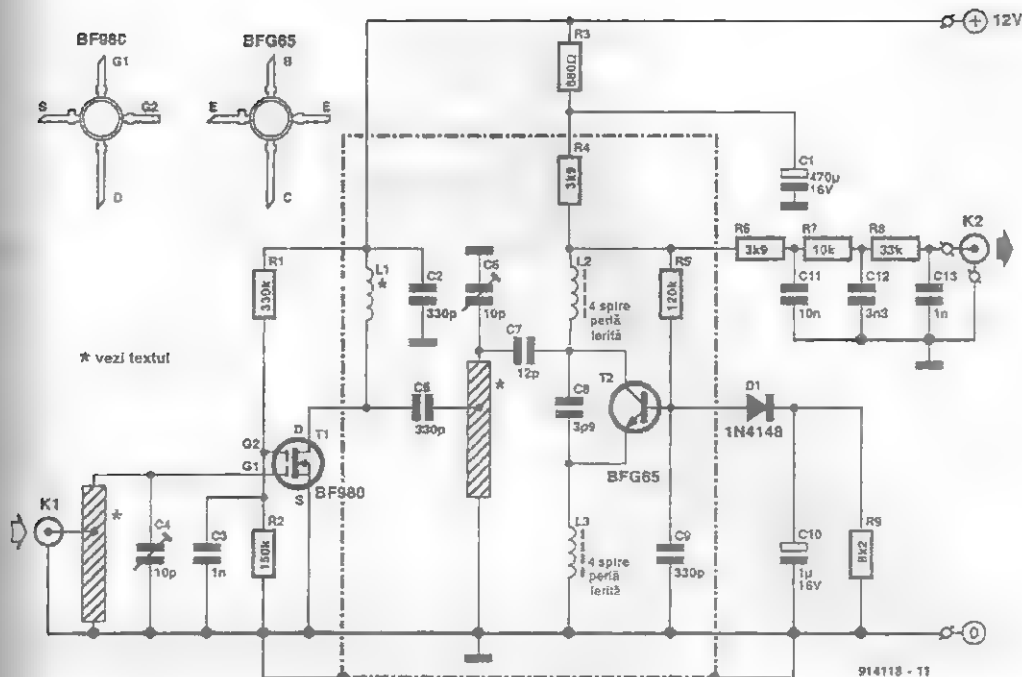 BF980
BFG65
G1
S
G2
D
B
E
E
C
12V
R3
680Ω
R4
3k9
C1
470µ
16V
R6
3k9
R7
10k
R8
33k
K2
C11
10n
C12
3n3
C13
1n
R1
330k
L1
*
C2
330p
C6
10p
L2
4 spire
perlă
ferită
R5
120k
* vezi textul
C7
12p
*
T2
BFG65
D1
1N4148
C5
330p
C8
3p9
D
G2
G1
S
T1
BF980
K1
*
C4
10p
C3
1n
R2
150k
L3
4 spire
perlă
ferită
C9
330p
C10
1µ
16V
R9
8k2
0
914118 - 11